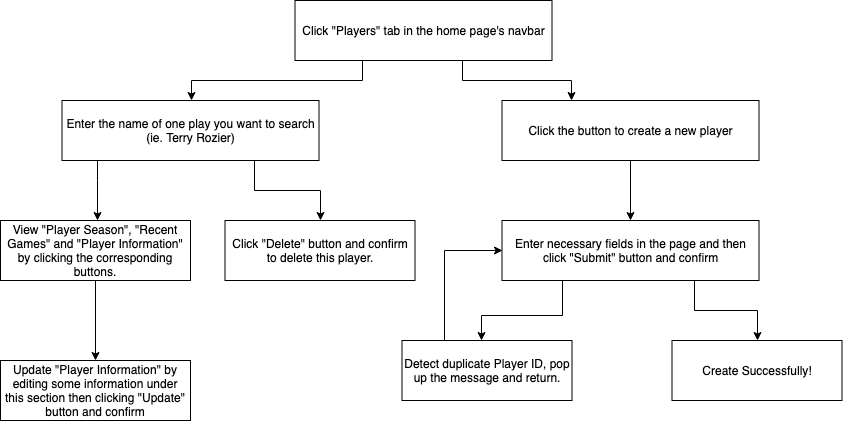 Click "Players" tab in the home page's navbar
Enter the name of one play you want to search
(ie. Terry Rozier)
Click the button to create a new player
View "Player Season", "Recent
Games" and "Player Information"
by clicking the corresponding
buttons.
Click "Delete" button and confirm
to delete this player.
Enter necessary fields in the page and then
click "Submit" button and confirm
Update "Player Information" by
editing some information under
this section then clicking "Update"
button and confirm
Detect duplicate Player ID, pop
up the message and return.
Create Successfully!